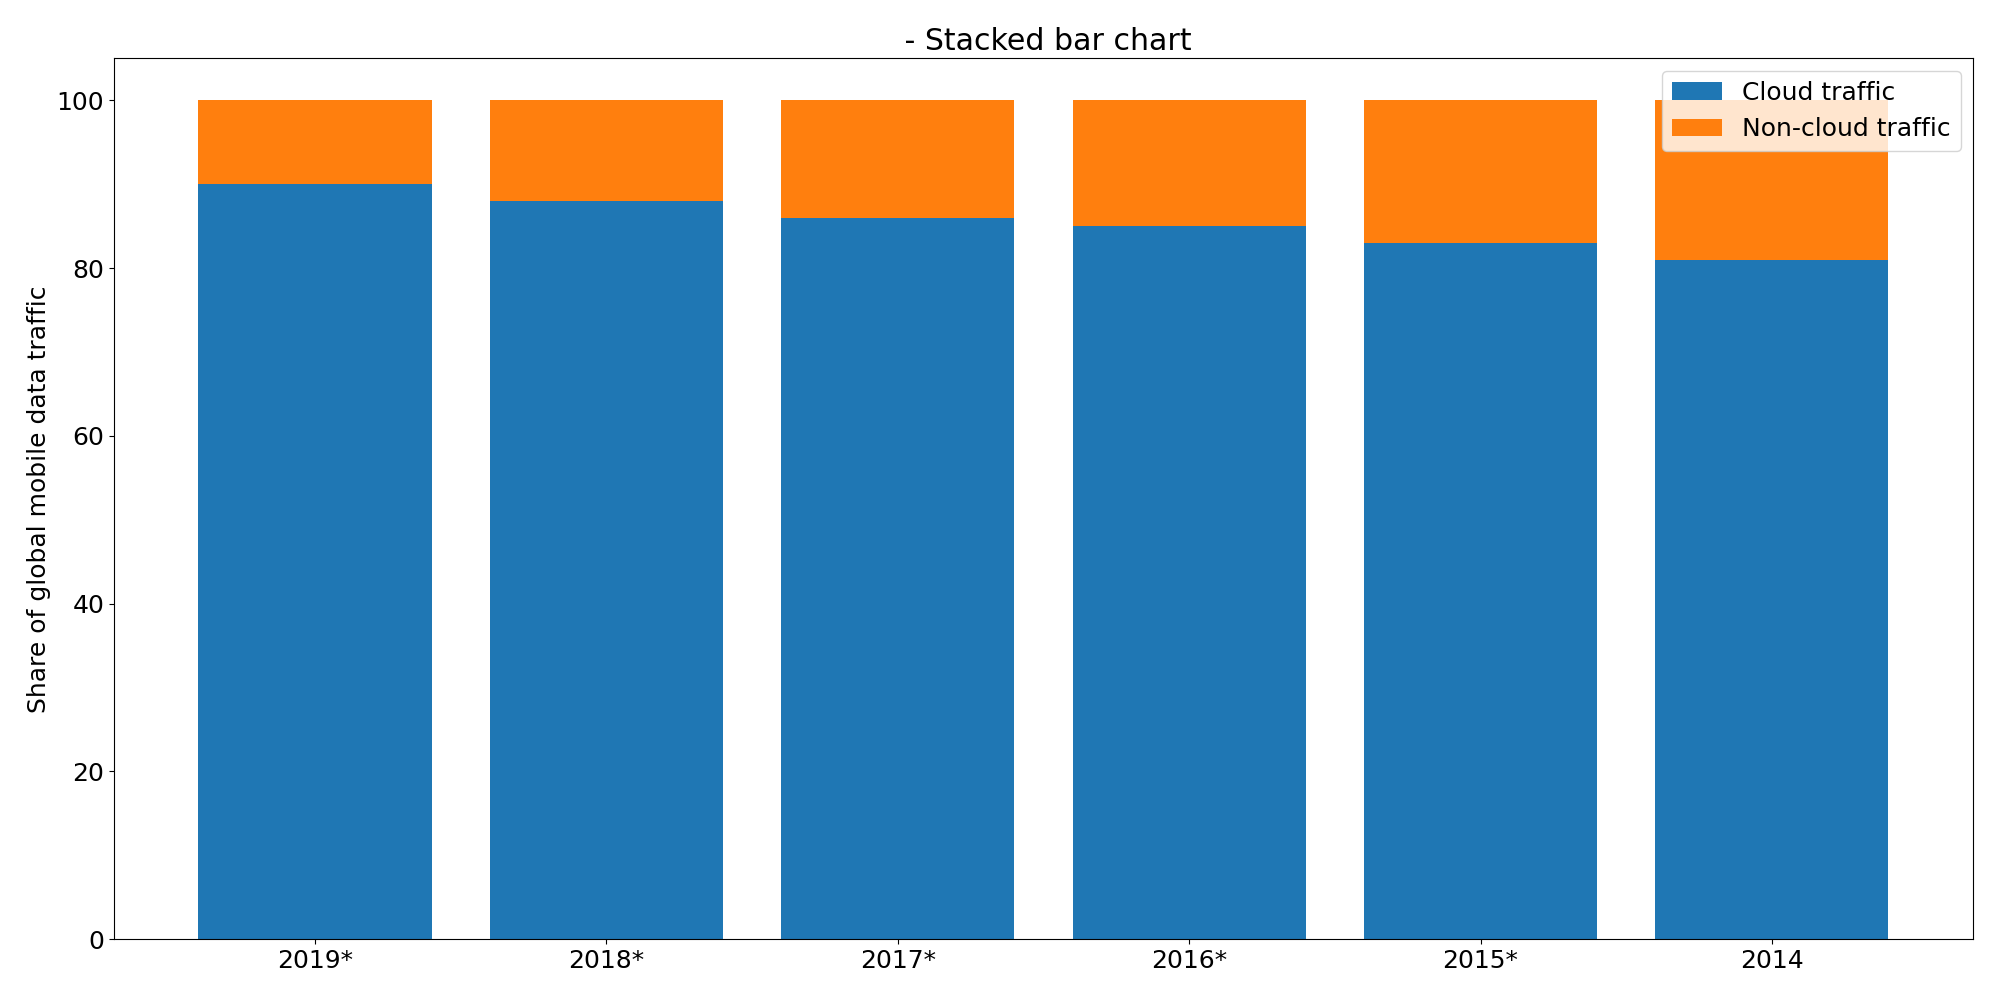 - Stacked bar chart
Cloud traffic
Non-cloud traffic
Share of global mobile data traffic
100
80
60
40
20
0
2019* 2018* 2017* 2016* 2015* 2014